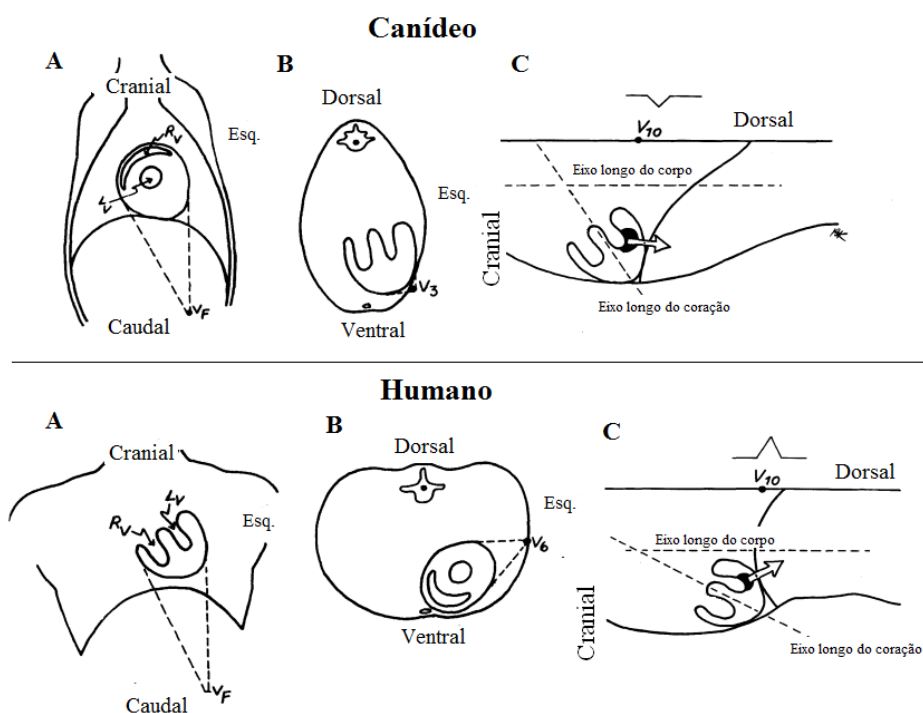 Canídeo
A
Cranial
Rv
Esq.
Caudal
VF
B
Dorsal
Esq.
V3
Ventral
C
V10
Dorsal
Eixo longo do corpo
Cranial
Eixo longo do coração
Humano
A
Cranial
LV
RV
Esq.
Caudal
VF
B
Dorsal
Esq.
V6
Ventral
C
V10
Dorsal
Eixo longo do corpo
Cranial
Eixo longo do coração